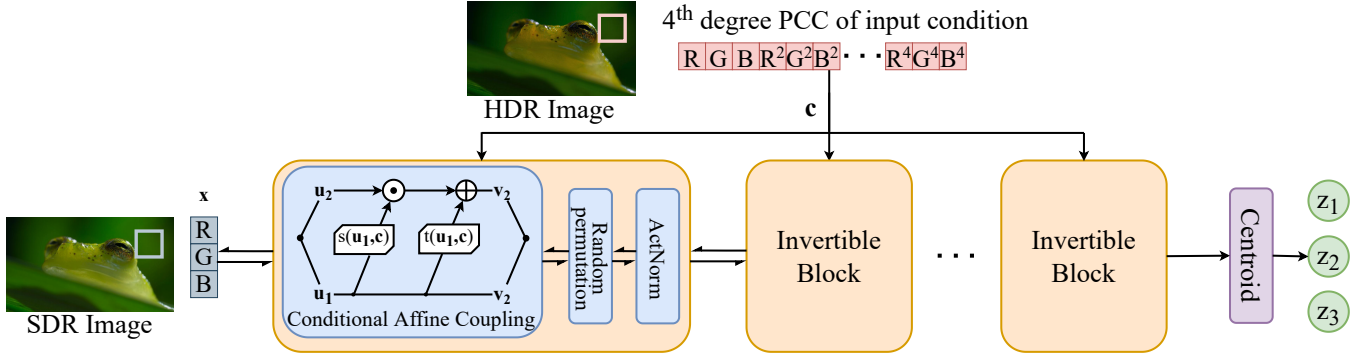 4th degree PCC of input condition
R G B R² G² B² ··· R⁴ G⁴ B⁴
HDR Image
c
x
R
G
B
SDR Image
u₂
v₂
s(u₁,c)
t(u₁,c)
u₁
v₂
Conditional Affine Coupling
Random
permutation
ActNorm
Invertible
Block
···
Invertible
Block
Centroid
z₁
z₂
z₃